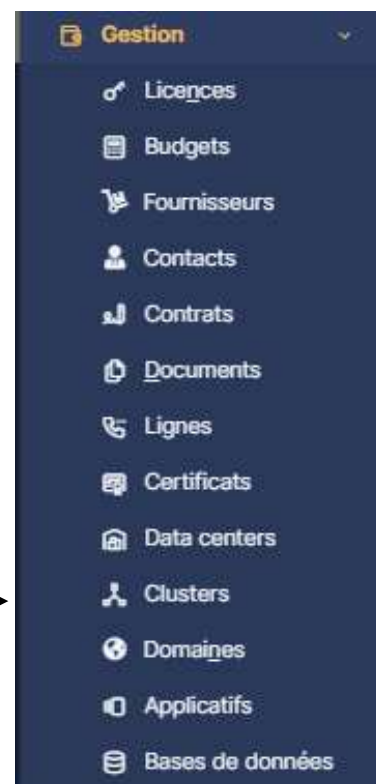 Gestion
Licences
Budgets
Fournisseurs
Contacts
Contrats
Documents
Lignes
Certificats
Data centers
Clusters
Domaines
Applicatifs
Bases de données